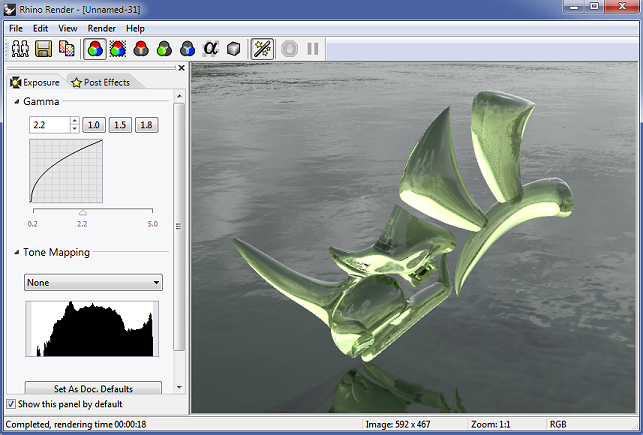 Rhino Render - [Unnamed-31]
File Edit View Render Help
α
Exposure Post Effects
Gamma
2.2 1.0 1.5 1.8
0.2 2.2 5.0
Tone Mapping
None
Set As Doc. Defaults
Show this panel by default
Completed, rendering time 00:00:18 Image: 592 x 467 Zoom: 1:1 RGB